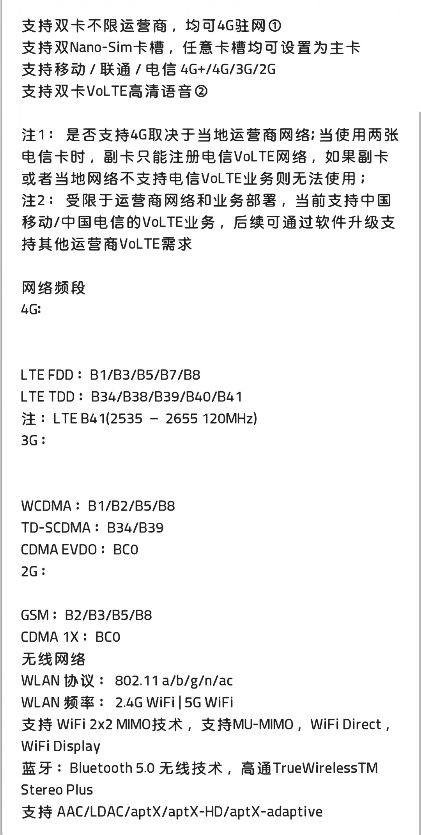 支持双卡不限运营商，均可4G驻网①
支持双Nano-Sim卡槽，任意卡槽均可设置为主卡
支持移动 / 联通 / 电信 4G+/4G/3G/2G
支持双卡VoLTE高清语音②
注1： 是否支持4G取决于当地运营商网络; 当使用两张
电信卡时，副卡只能注册电信VoLTE网络，如果副卡
或者当地网络不支持电信VoLTE业务则无法使用；
注2： 受限于运营商网络和业务部署，当前支持中国
移动/中国电信的VoLTE业务，后续可通过软件升级支
持其他运营商VoLTE需求
网络频段
4G:
LTE FDD： B1/B3/B5/B7/B8
LTE TDD： B34/B38/B39/B40/B41
注： LTE B41(2535 – 2655 120MHz)
3G：
WCDMA： B1/B2/B5/B8
TD-SCDMA： B34/B39
CDMA EVDO： BC0
2G：
GSM： B2/B3/B5/B8
CDMA 1X： BC0
无线网络
WLAN 协议： 802.11 a/b/g/n/ac
WLAN 频率： 2.4G WiFi | 5G WiFi
支持 WiFi 2x2 MIMO技术，支持MU-MIMO，WiFi Direct，
WiFi Display
蓝牙：Bluetooth 5.0 无线技术，高通TrueWirelessTM
Stereo Plus
支持 AAC/LDAC/aptX/aptX-HD/aptX-adaptive